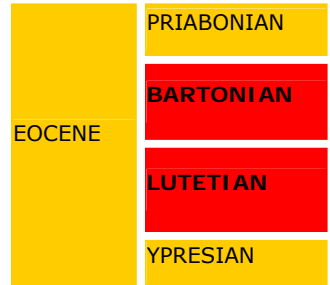 PRIABONIAN
BARTONIAN
EOCENE
LUTETIAN
YPRESIAN